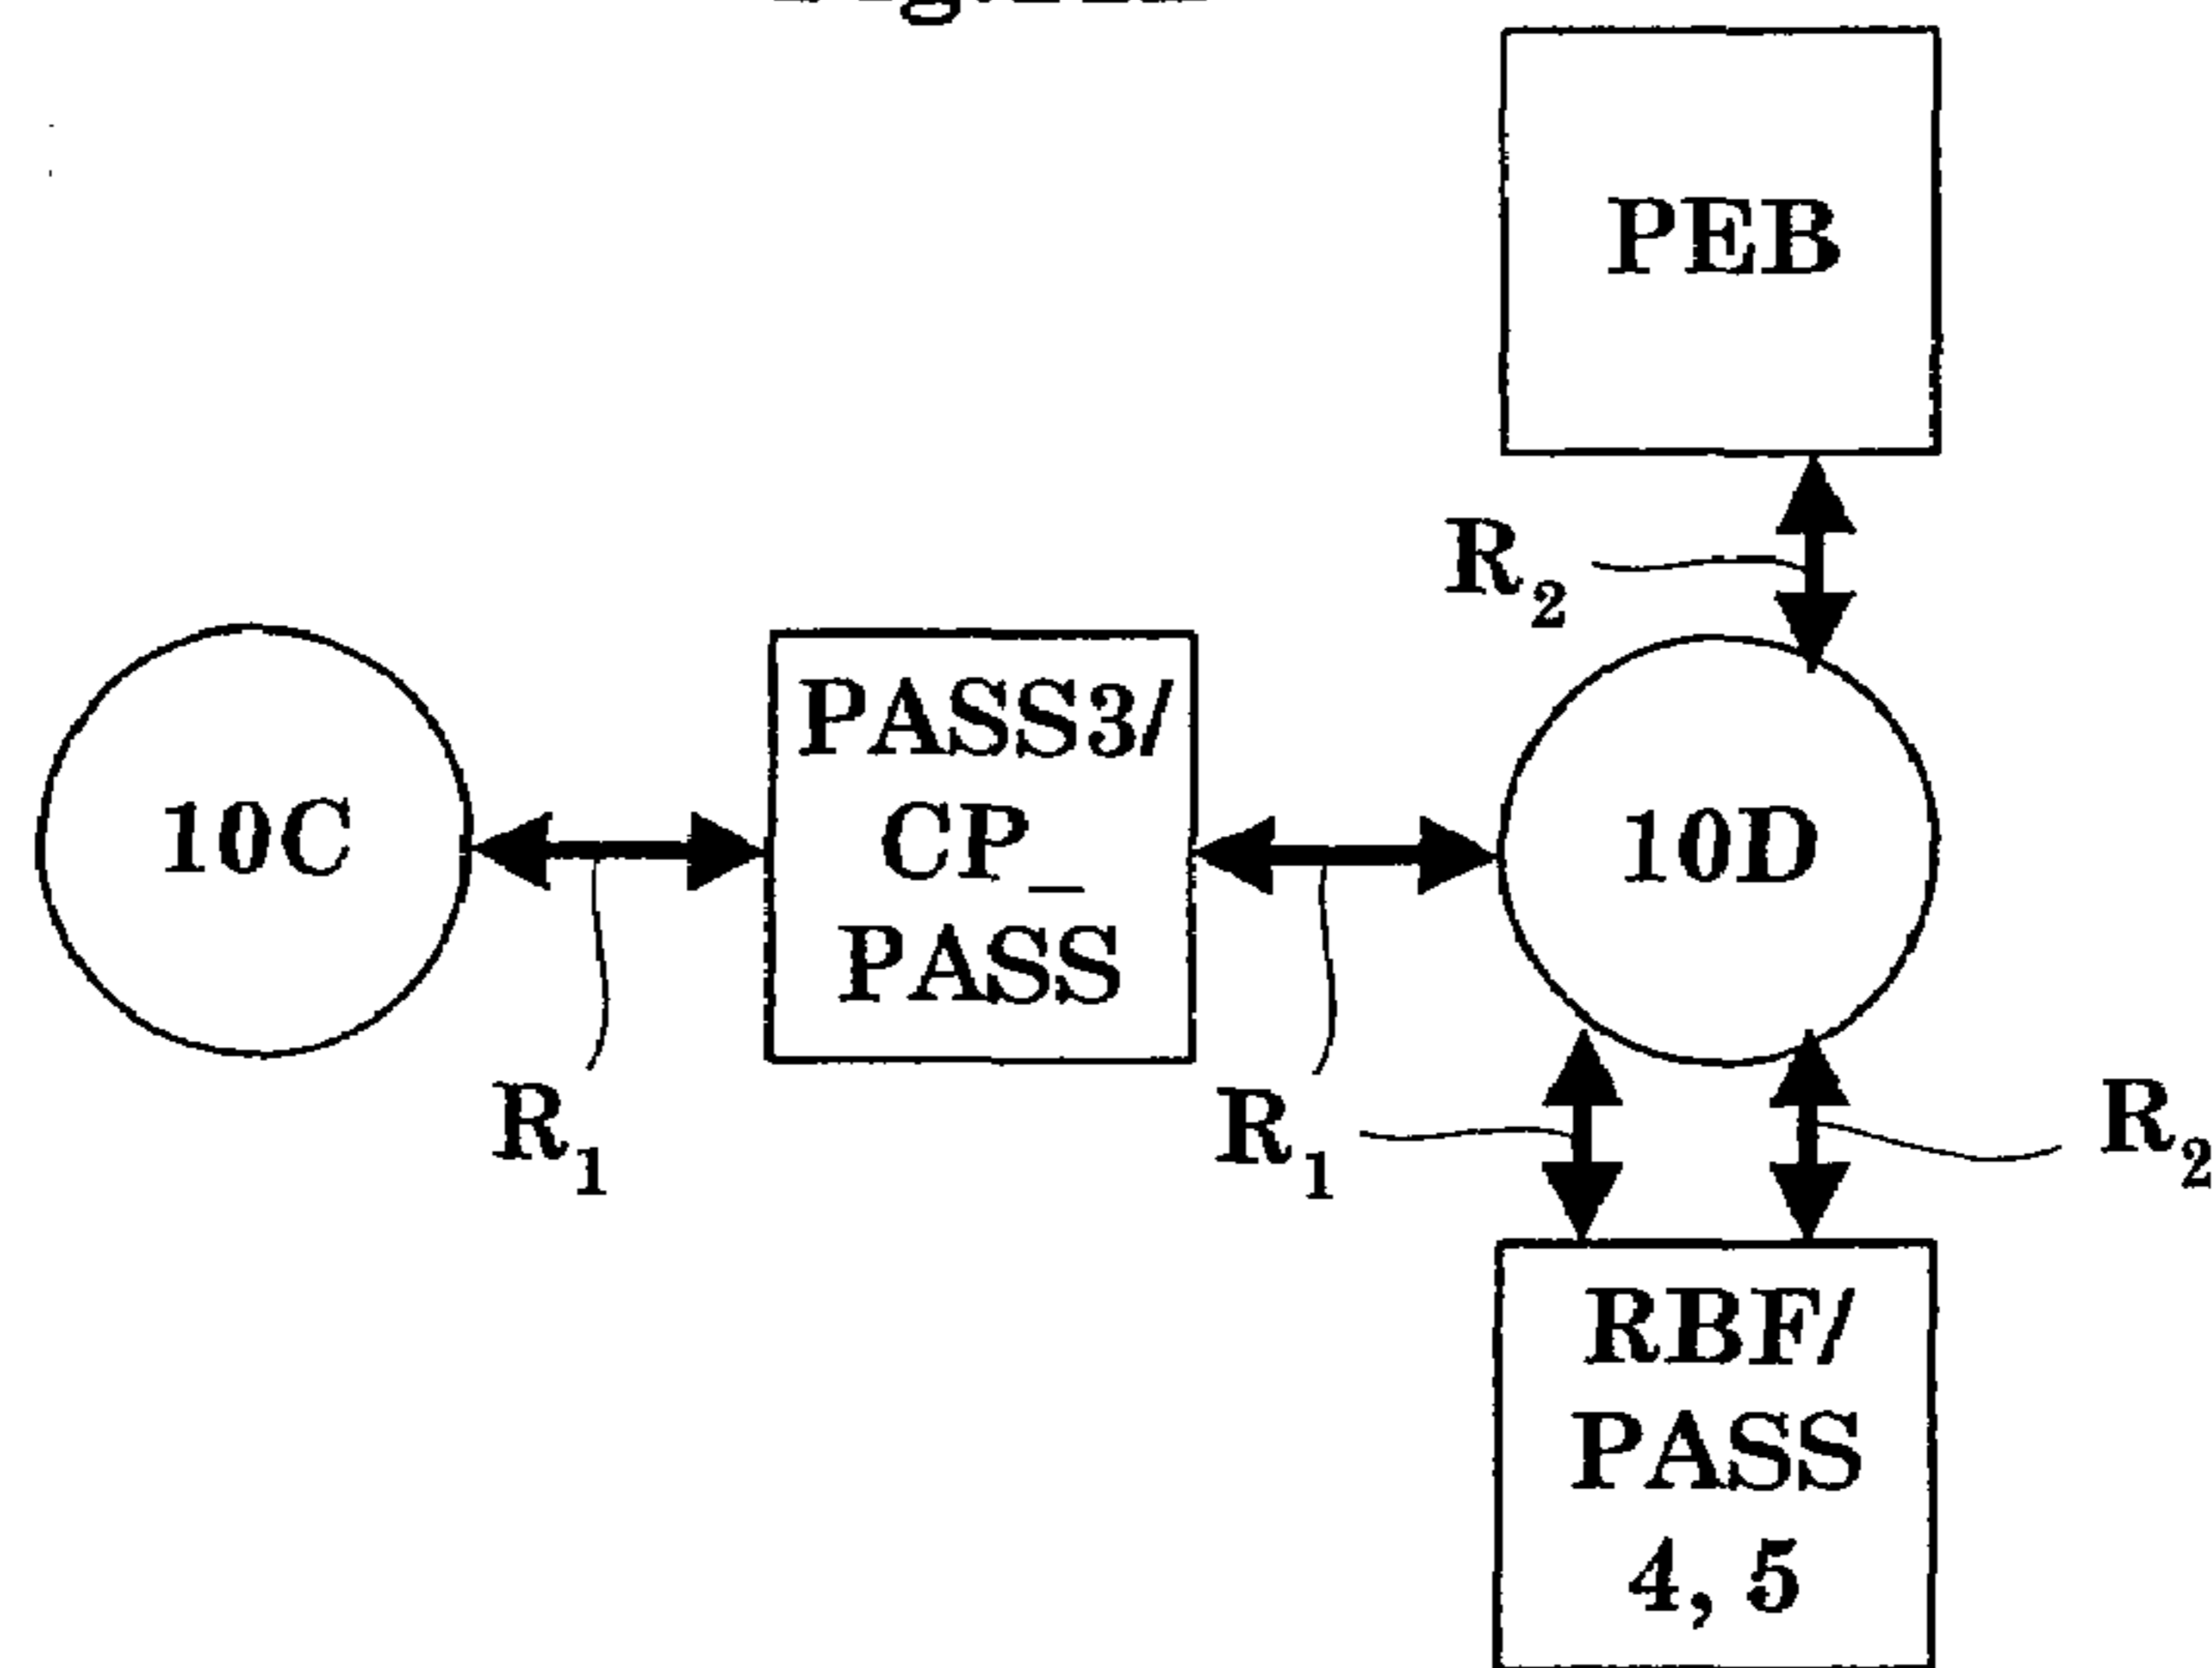 PEB
R2
10C
PASS3/
CP_
PASS
10D
R1
R1
R2
RBF/
PASS
4, 5